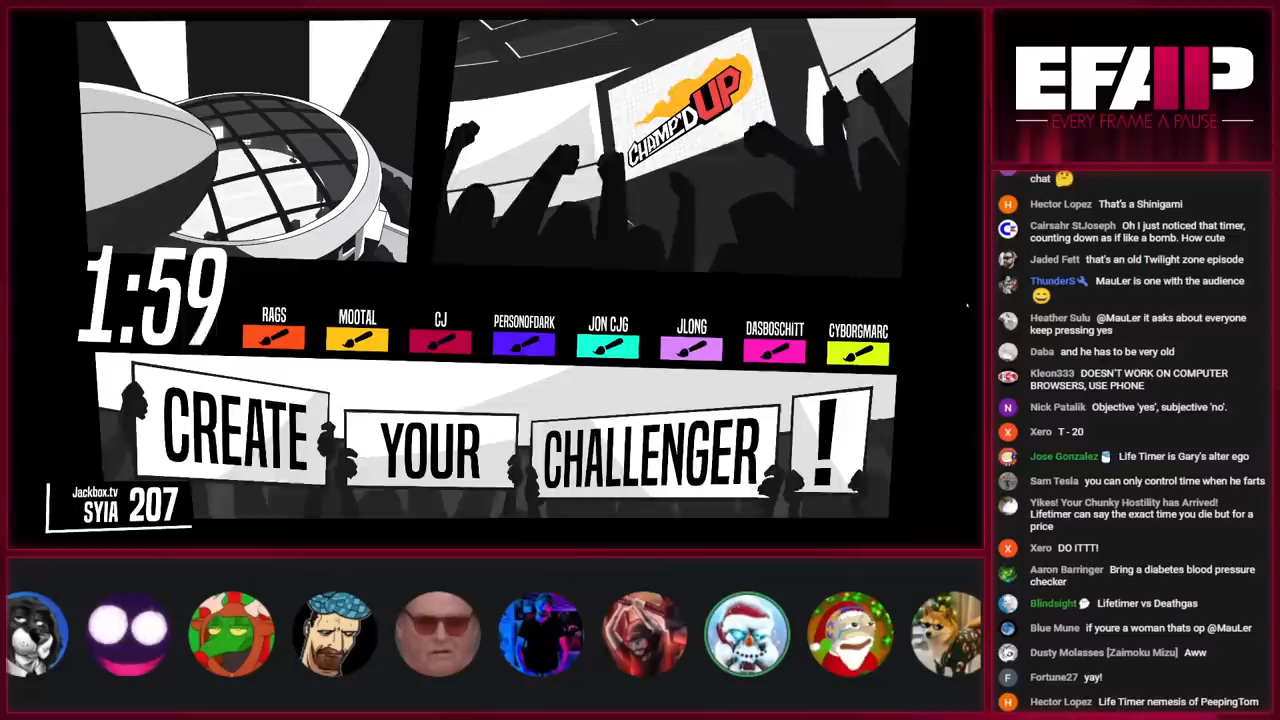 CHAMP'D UP
1:59
RAGS
MOOTAL
CJ
PERSONOFDARK
JON CJG
JLONG
DASBOSCHITT
CYBORGMARC
CREATE YOUR CHALLENGER !
Jackbox.tv
SYIA 207
EFAP
EVERY FRAME A PAUSE
chat 🤔
Hector Lopez That's a Shinigami
Cairsahr StJoseph Oh I just noticed that timer,
counting down as if like a bomb. How cute
Jaded Fett that's an old Twilight zone episode
ThunderS🔧 MauLer is one with the audience
😄
Heather Sulu @MauLer it asks about everyone
keep pressing yes
Daba and he has to be very old
Kleon333 DOESN'T WORK ON COMPUTER
BROWSERS, USE PHONE
Nick Patalik Objective 'yes', subjective 'no'.
Xero T - 20
Jose Gonzalez LIfe Timer is Gary's alter ego
Sam Tesla you can only control time when he farts
Yikes! Your Chunky Hostility has Arrived!
Lifetimer can say the exact time you die but for a
price
Xero DO ITTT!
Aaron Barringer Bring a diabetes blood pressure
checker
Blindsight Lifetimer vs Deathgas
Blue Mune if youre a woman thats op @MauLer
Dusty Molasses [Zaimoku Mizu] Aww
Fortune27 yay!
Hector Lopez Life Timer nemesis of PeepingTom